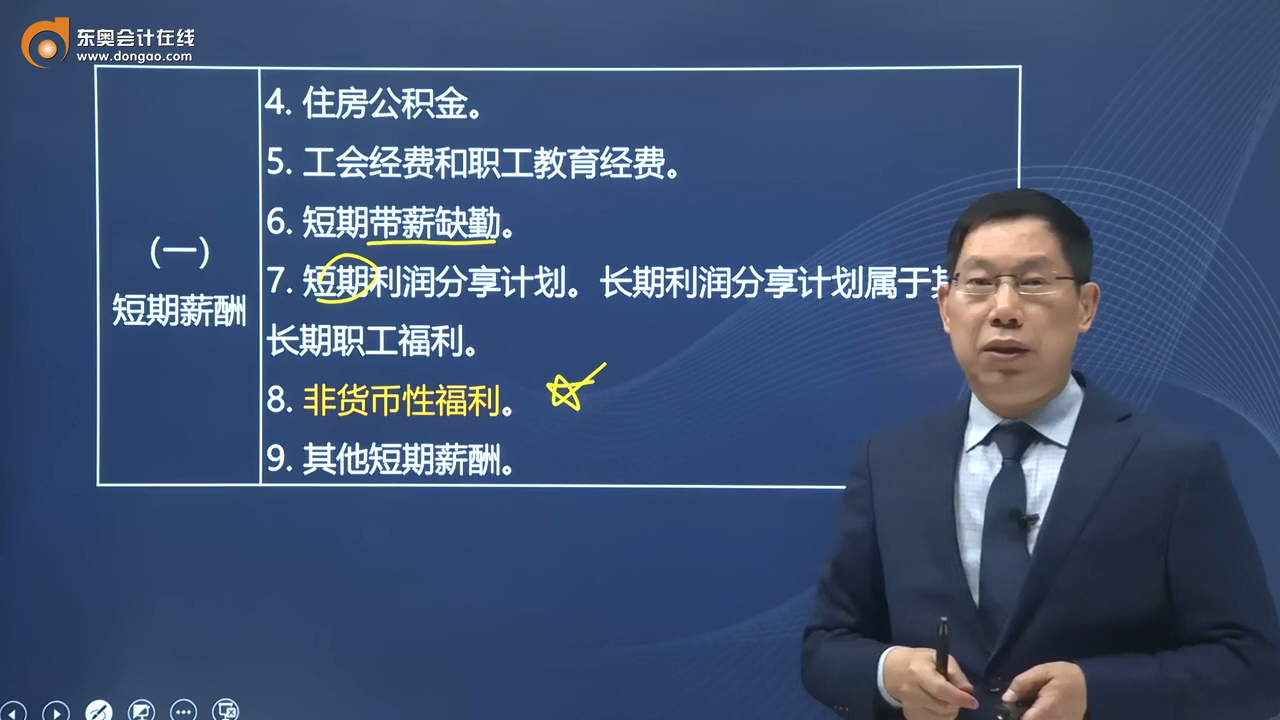 东奥会计在线
www.dongao.com
4. 住房公积金。
5. 工会经费和职工教育经费。
6. 短期带薪缺勤。
(一)
短期薪酬
7. 短期利润分享计划。长期利润分享计划属于
长期职工福利。
8. 非货币性福利。
9. 其他短期薪酬。